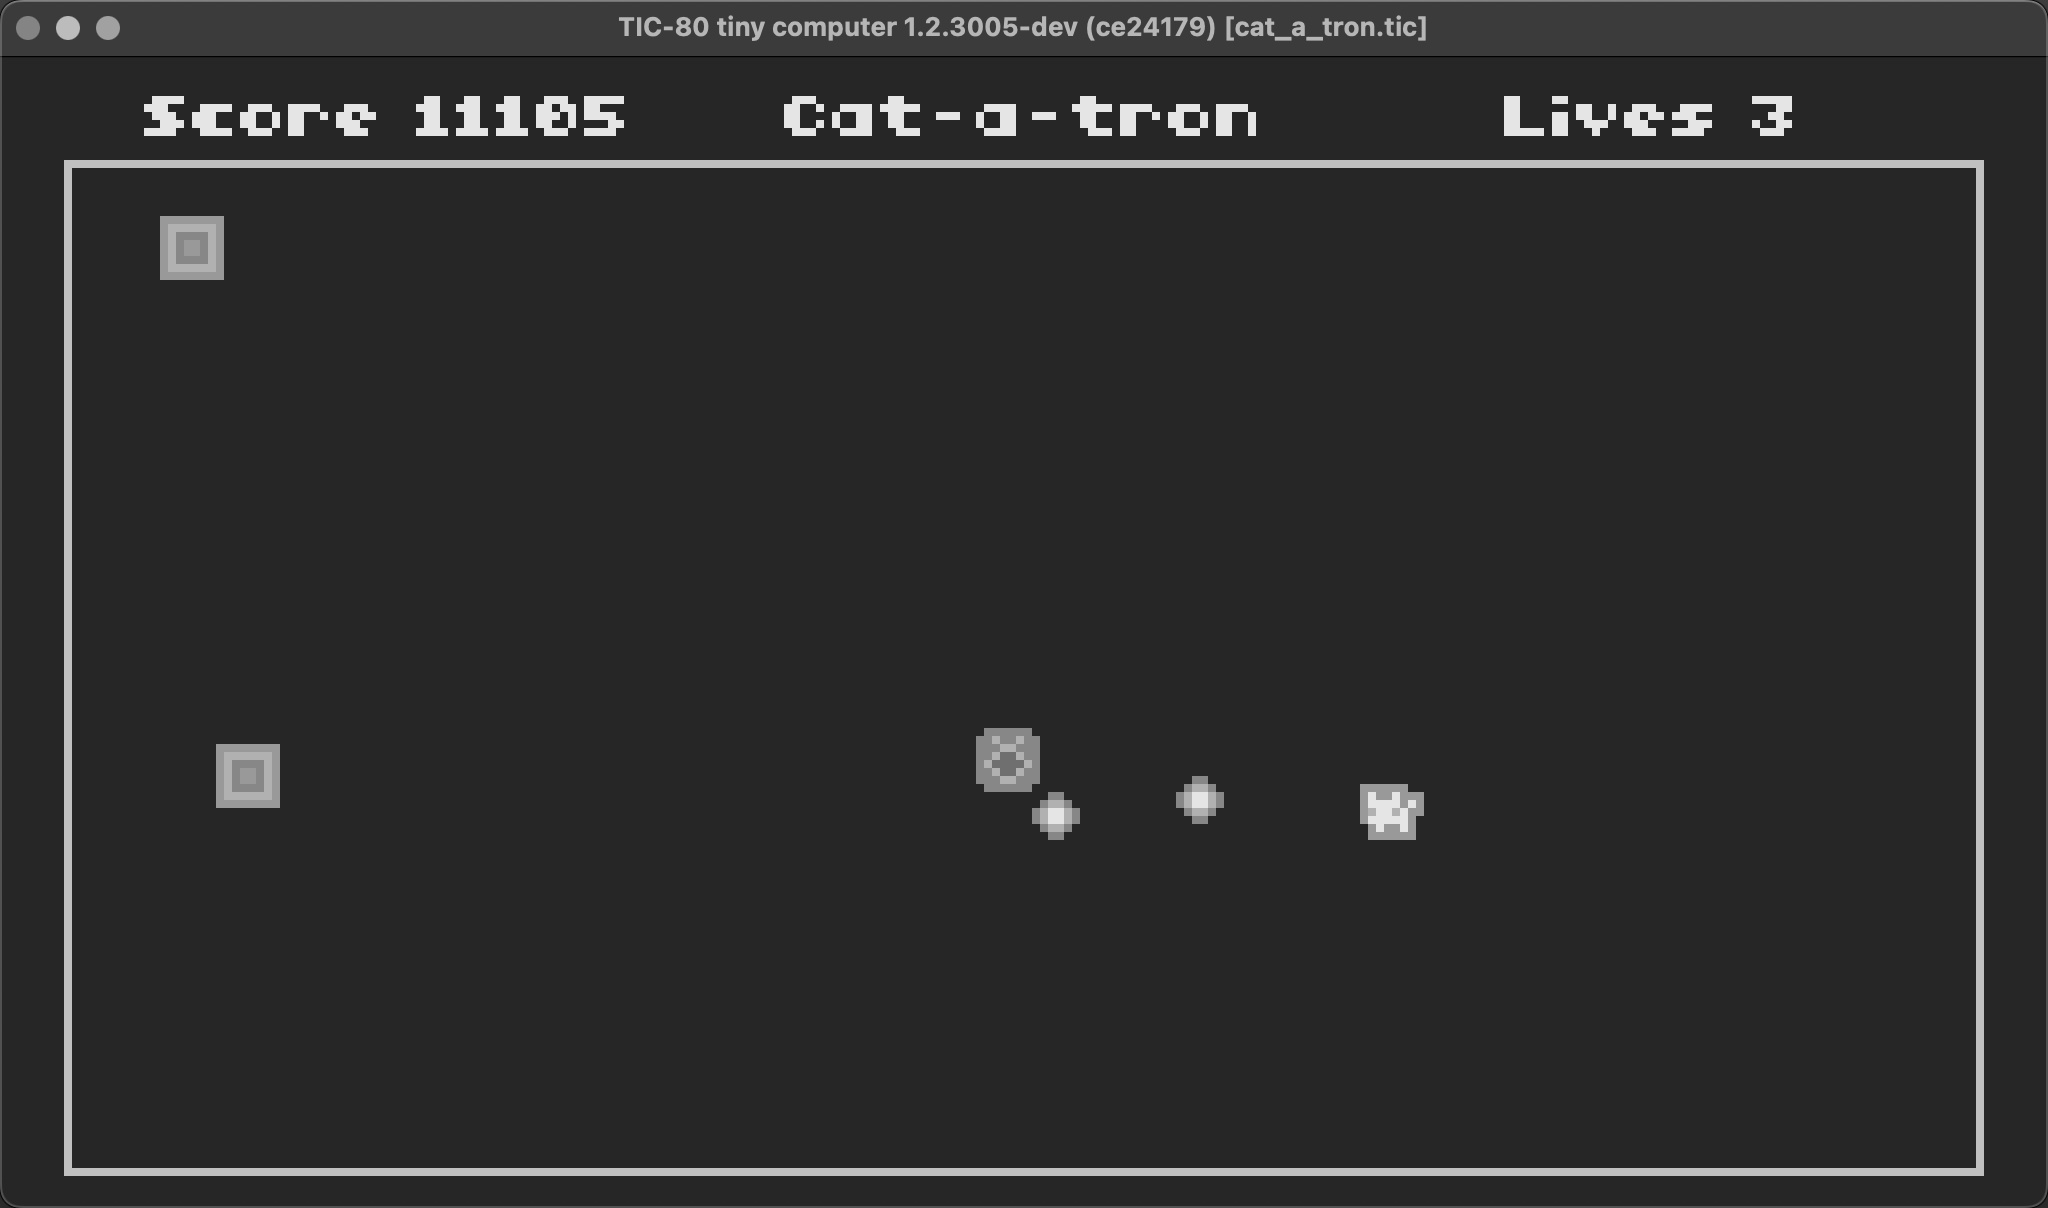 TIC-80 tiny computer 1.2.3005-dev (ce24179) [cat_a_tron.tic]
Score 11105 Cat-a-tron Lives 3